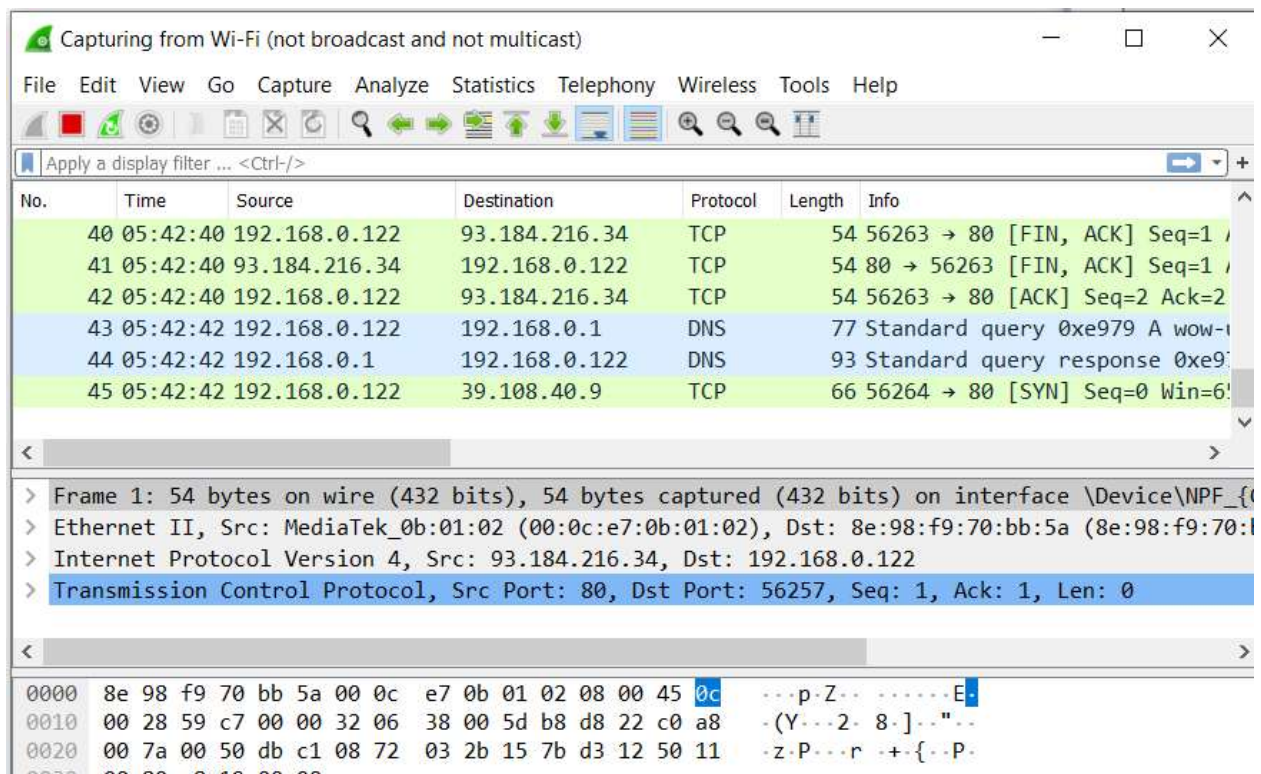 Capturing from Wi-Fi (not broadcast and not multicast)
File Edit View Go Capture Analyze Statistics Telephony Wireless Tools Help
Apply a display filter ... <Ctrl-/>
No. Time Source Destination Protocol Length Info
40 05:42:40 192.168.0.122 93.184.216.34 TCP 54 56263 → 80 [FIN, ACK] Seq=1
41 05:42:40 93.184.216.34 192.168.0.122 TCP 54 80 → 56263 [FIN, ACK] Seq=1
42 05:42:40 192.168.0.122 93.184.216.34 TCP 54 56263 → 80 [ACK] Seq=2 Ack=2
43 05:42:42 192.168.0.122 192.168.0.1 DNS 77 Standard query 0xe979 A wow-
44 05:42:42 192.168.0.1 192.168.0.122 DNS 93 Standard query response 0xe9
45 05:42:42 192.168.0.122 39.108.40.9 TCP 66 56264 → 80 [SYN] Seq=0 Win=6
> Frame 1: 54 bytes on wire (432 bits), 54 bytes captured (432 bits) on interface \Device\NPF_{
> Ethernet II, Src: MediaTek_0b:01:02 (00:0c:e7:0b:01:02), Dst: 8e:98:f9:70:bb:5a (8e:98:f9:70:
> Internet Protocol Version 4, Src: 93.184.216.34, Dst: 192.168.0.122
> Transmission Control Protocol, Src Port: 80, Dst Port: 56257, Seq: 1, Ack: 1, Len: 0
0000 8e 98 f9 70 bb 5a 00 0c e7 0b 01 02 08 00 45 0c ···p·Z·· ······E·
0010 00 28 59 c7 00 00 32 06 38 00 5d b8 d8 22 c0 a8 ·(Y···2· 8·]··"··
0020 00 7a 00 50 db c1 08 72 03 2b 15 7b d3 12 50 11 ·z·P···r ·+·{··P·